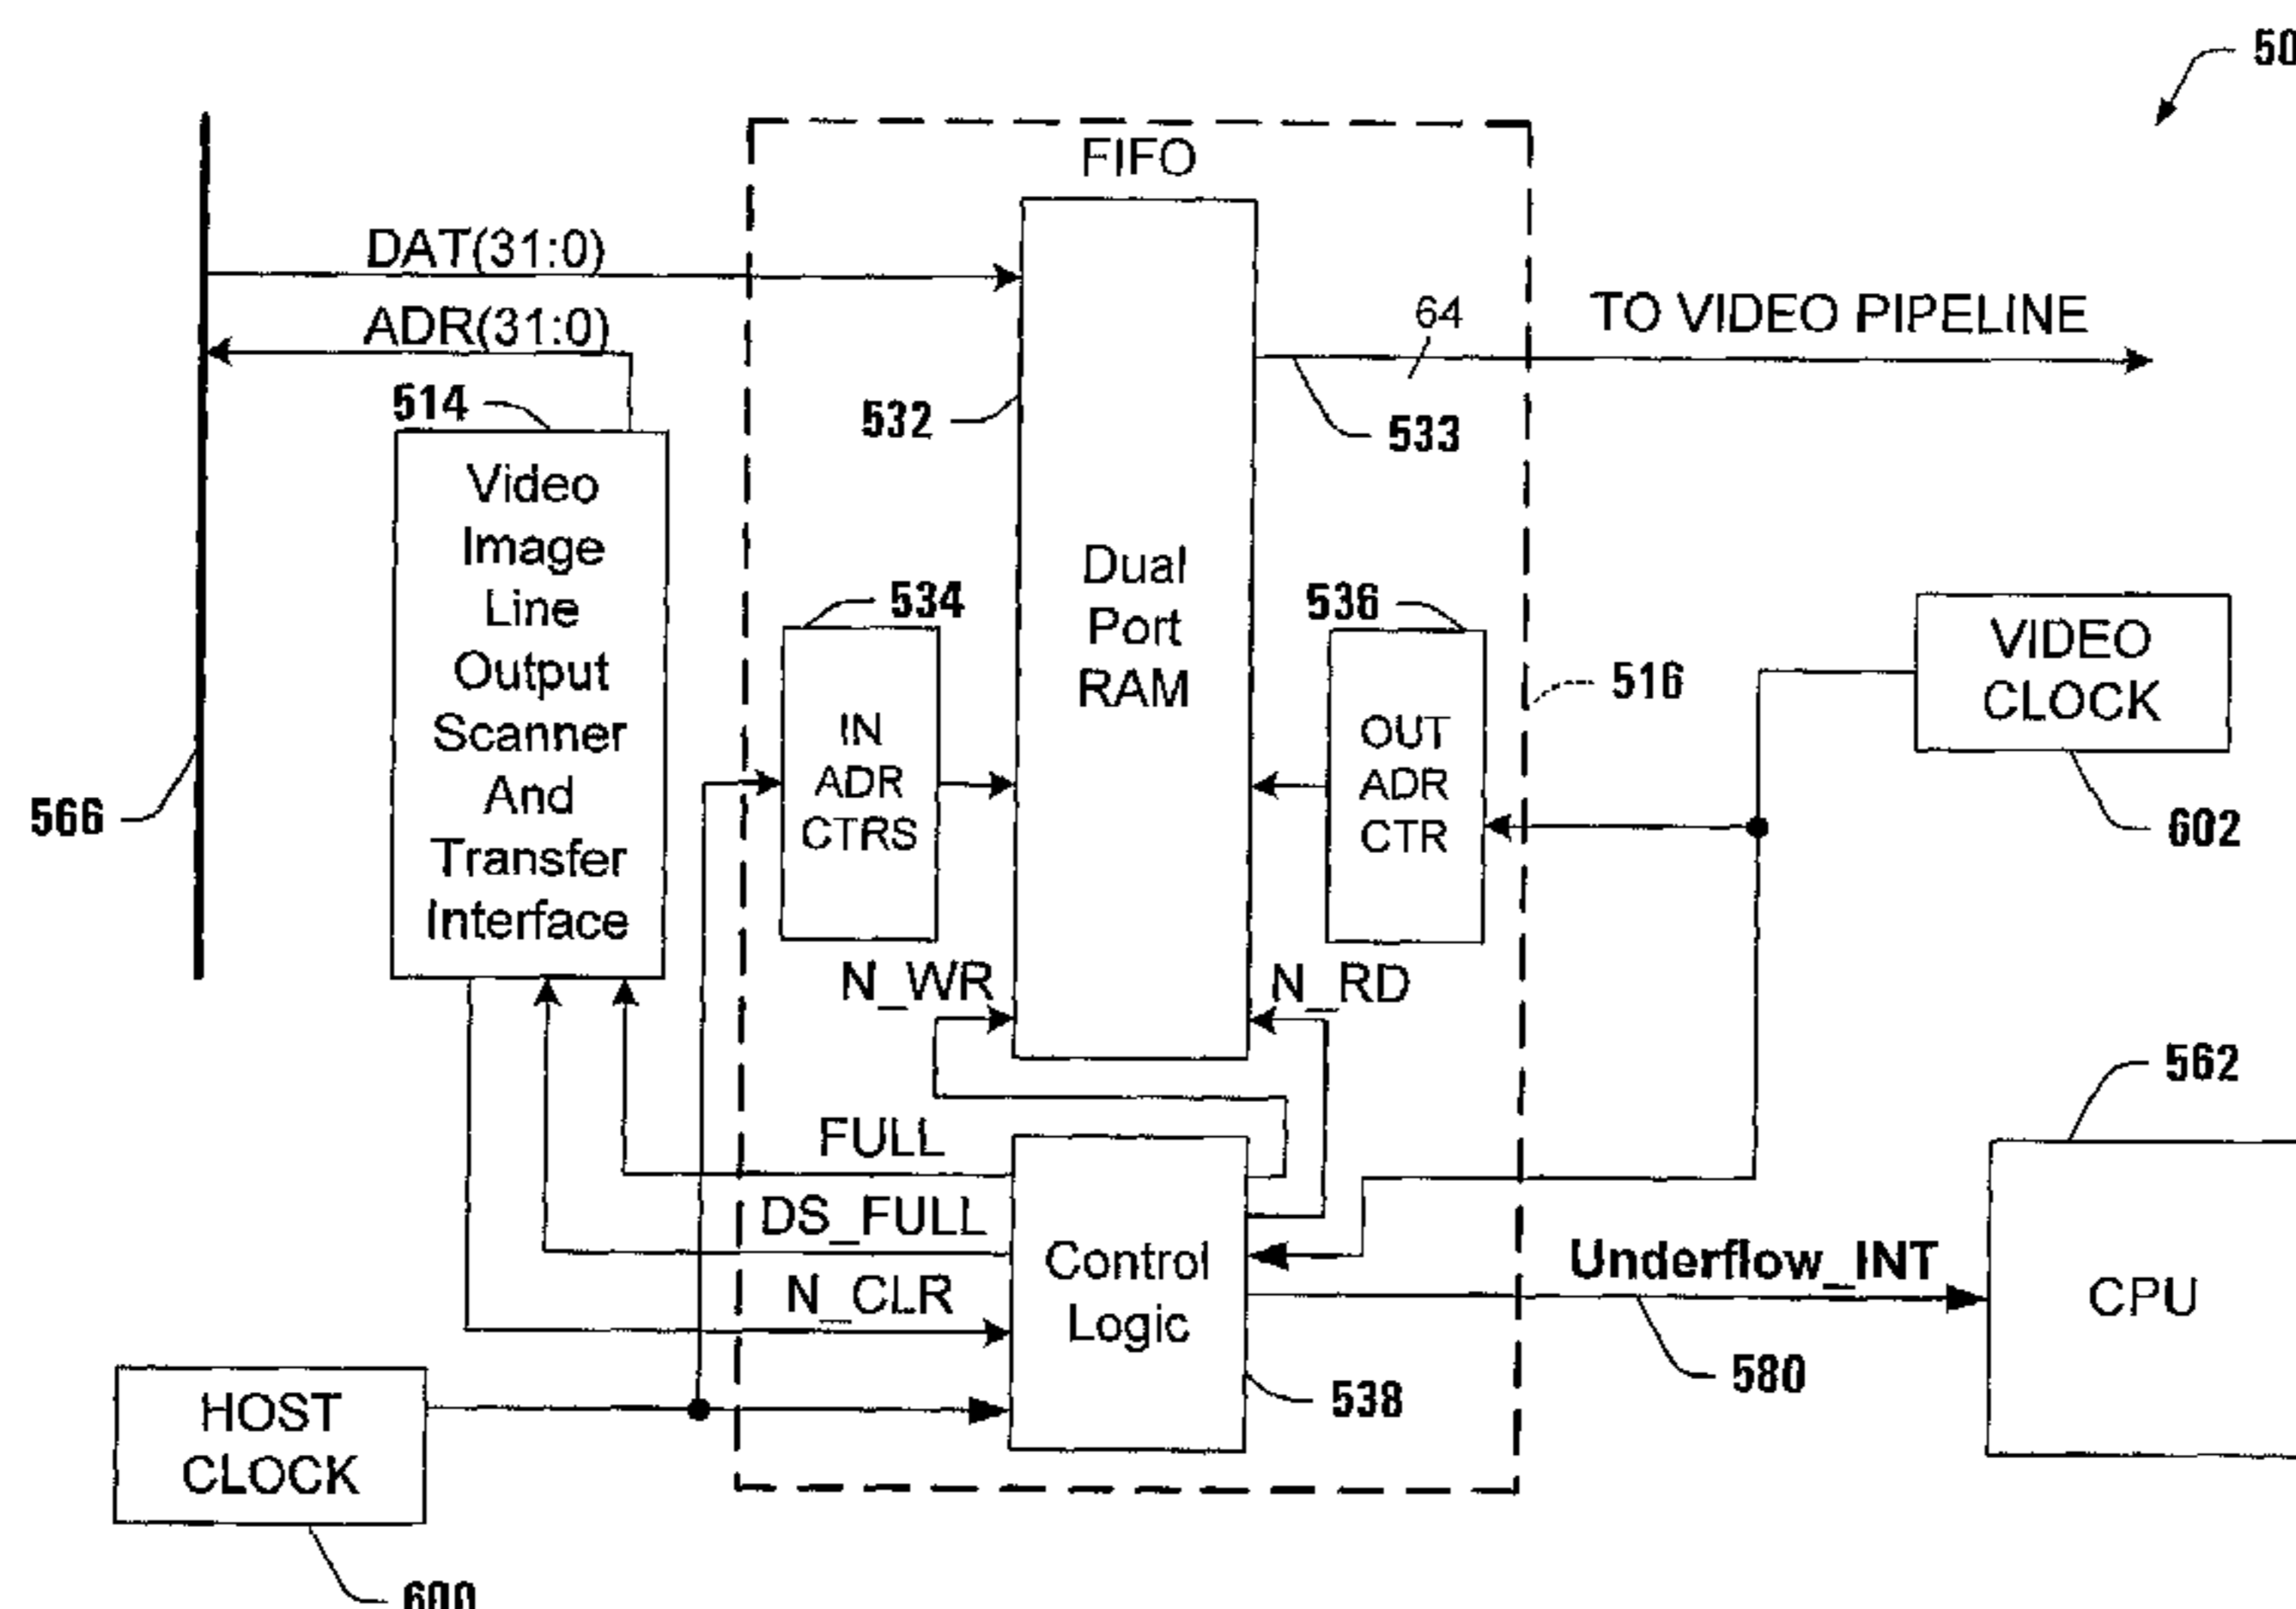 50
FIFO
DAT(31:0)
ADR(31:0)
64
TO VIDEO PIPELINE
514
532
533
Video
Image
Line
Output
Scanner
And
Transfer
Interface
Dual
Port
RAM
534
536
516
VIDEO
CLOCK
IN
ADR
CTRS
OUT
ADR
CTR
566
602
N_WR
N_RD
562
FULL
DS_FULL
N_CLR
Control
Logic
Underflow_INT
CPU
580
538
HOST
CLOCK
600